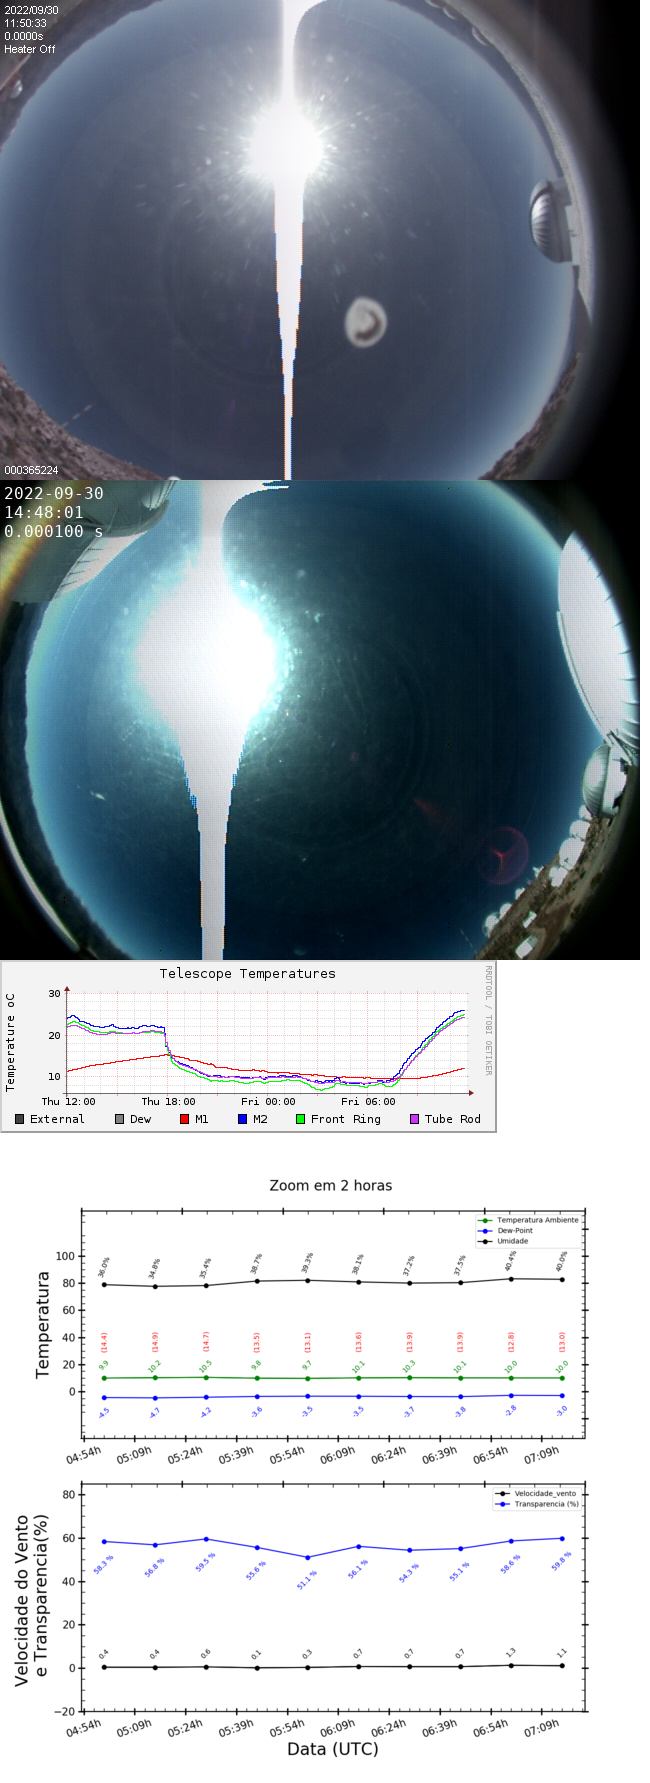 2022/09/30
11:50:33
0.0000s
Heater Off
000365224
2022-09-30
14:48:01
0.000100 s
Telescope Temperatures
RRDTOOL / TOBI OETIKER
Temperature oC
30
20
10
Thu 12:00 Thu 18:00 Fri 00:00 Fri 06:00
External Dew M1 M2 Front Ring Tube Rod
Zoom em 2 horas
Temperatura Ambiente
Dew-Point
Umidade
Temperatura
100
80
60
40
20
0
36.0% 34.8% 35.4% 38.7% 39.3% 38.1% 37.2% 37.5% 40.4% 40.0%
(14.4) (14.9) (14.7) (13.5) (13.1) (13.6) (13.9) (13.9) (12.8) (13.0)
9.9 10.2 10.5 9.8 9.7 10.1 10.3 10.1 10.0 10.0
-4.5 -4.7 -4.2 -3.6 -3.5 -3.5 -3.7 -3.8 -2.8 -3.0
04:54h 05:09h 05:24h 05:39h 05:54h 06:09h 06:24h 06:39h 06:54h 07:09h
Velocidade_vento
Transparencia (%)
Velocidade do Vento
e Transparencia(%)
80
60
40
20
0
−20
58.3 % 56.8 % 59.5 % 55.6 % 51.1 % 56.1 % 54.3 % 55.1 % 58.6 % 59.8 %
0.4 0.4 0.6 0.1 0.3 0.7 0.7 0.7 1.3 1.1
04:54h 05:09h 05:24h 05:39h 05:54h 06:09h 06:24h 06:39h 06:54h 07:09h
Data (UTC)